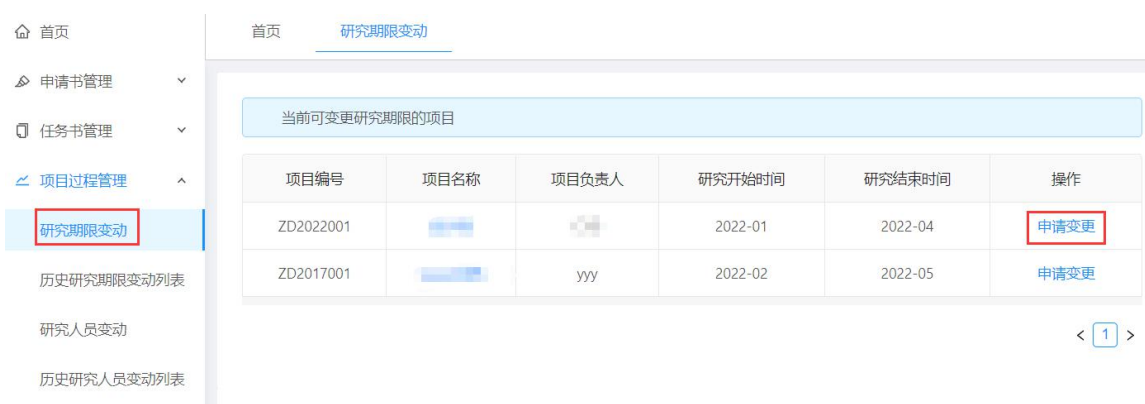 首页
申请书管理
任务书管理
项目过程管理
研究期限变动
历史研究期限变动列表
研究人员变动
历史研究人员变动列表
首页 研究期限变动
当前可变更研究期限的项目
项目编号 项目名称 项目负责人 研究开始时间 研究结束时间 操作
ZD2022001 2022-01 2022-04 申请变更
ZD2017001 yyy 2022-02 2022-05 申请变更
< 1 >